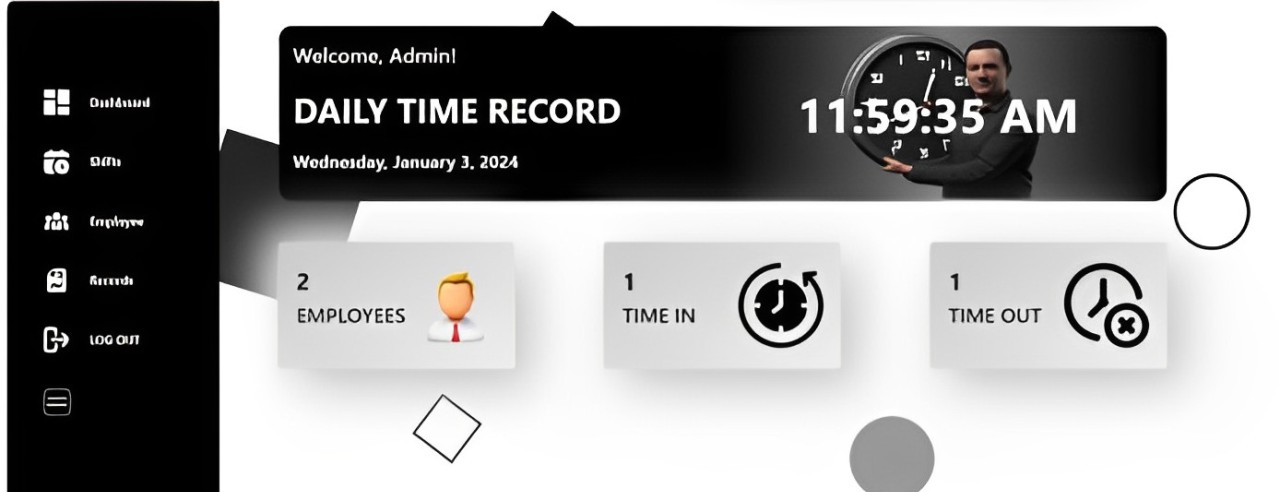 Dashboard
Employee
Records
LOG OUT
Welcome, Admin!
DAILY TIME RECORD
Wednesday, January 3, 2024
11:59:35 AM
2
EMPLOYEES
1
TIME IN
1
TIME OUT